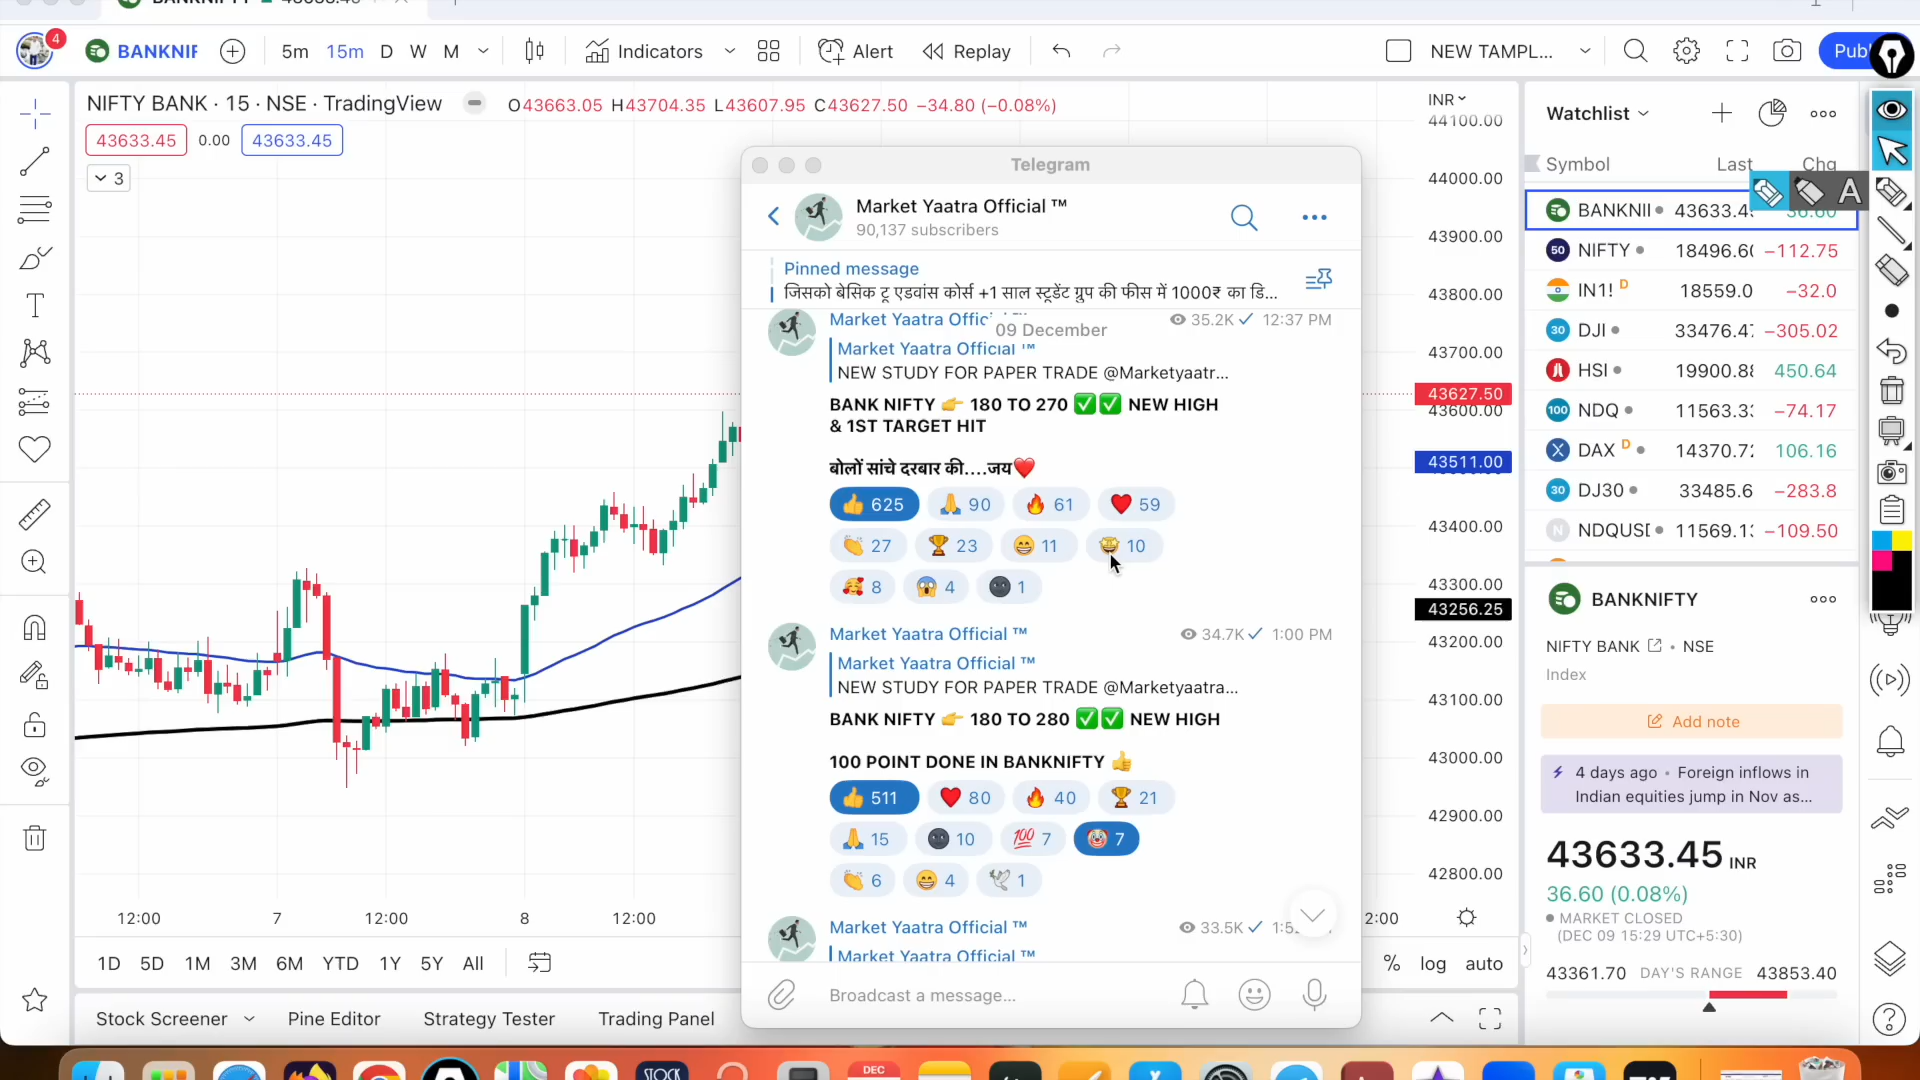 BANKNIF
5m 15m D W M
Indicators
Alert
Replay
NEW TAMPL...
4
NIFTY BANK · 15 · NSE · TradingView
O43663.05 H43704.35 L43607.95 C43627.50 −34.80 (−0.08%)
43633.45 0.00 43633.45
3
INR
44100.00
44000.00
43900.00
43800.00
43700.00
43627.50
43600.00
43511.00
43400.00
43300.00
43256.25
43200.00
43100.00
43000.00
42900.00
42800.00
12:00 7 12:00 8 12:00 2:00
1D 5D 1M 3M 6M YTD 1Y 5Y All
% log auto
Stock Screener Pine Editor Strategy Tester Trading Panel
Telegram
Market Yaatra Official ™
90,137 subscribers
Pinned message
जिसको बेसिक टू एडवांस कोर्स +1 साल स्टूडेंट ग्रुप की फीस में 1000₹ का डि...
35.2K 12:37 PM
09 December
Market Yaatra Official ™
NEW STUDY FOR PAPER TRADE @Marketyaatr...
BANK NIFTY 👉 180 TO 270 ✅✅ NEW HIGH
& 1ST TARGET HIT
बोलों सांचे दरबार की....जय❤️
👍 625 🙏 90 🔥 61 ❤️ 59
👏 27 🏆 23 😁 11 🤩 10
🥰 8 😱 4 🌚 1
Market Yaatra Official ™ 34.7K 1:00 PM
Market Yaatra Official ™
NEW STUDY FOR PAPER TRADE @Marketyaatra...
BANK NIFTY 👉 180 TO 280 ✅✅ NEW HIGH
100 POINT DONE IN BANKNIFTY 👍
👍 511 ❤️ 80 🔥 40 🏆 21
🙏 15 🌚 10 💯 7 🤡 7
👏 6 😁 4 🕊 1
Market Yaatra Official ™ 33.5K
Market Yaatra Official ™
Broadcast a message...
Watchlist
Symbol Last Chg
BANKNII
50 NIFTY 18496.60 −112.75
IN1! D 18559.0 −32.0
30 DJI 33476.47 −305.02
HSI 19900.88 450.64
100 NDQ −74.17
X DAX D 106.16
30 DJ30 33485.6 −283.8
N −109.50
A
BANKNIFTY
NIFTY BANK • NSE
Index
Add note
4 days ago • Foreign inflows in
Indian equities jump in Nov as...
43633.45 INR
36.60 (0.08%)
MARKET CLOSED
(DEC 09 15:29 UTC+5:30)
43361.70 DAY'S RANGE 43853.40
STOCK
DEC